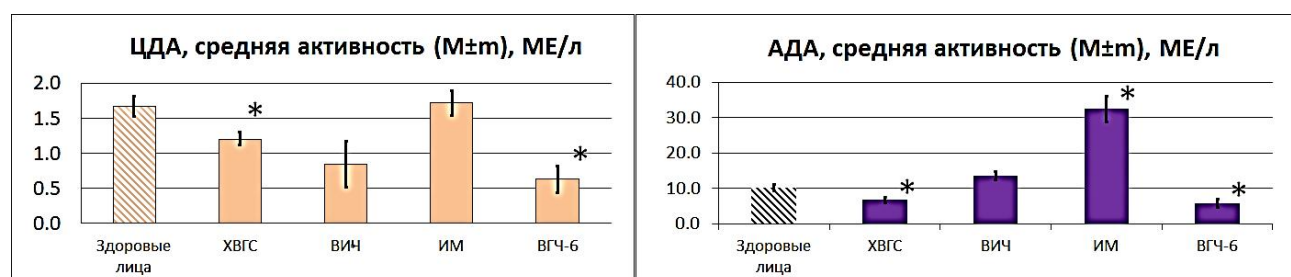 ЦДА, средняя активность (M±m), МЕ/л
2.0
1.5
1.0
0.5
0.0
*
*
Здоровые
лица
ХВГС
ВИЧ
ИМ
ВГЧ-6
АДА, средняя активность (M±m), МЕ/л
40.0
30.0
20.0
10.0
0.0
*
*
*
Здоровые
лица
ХВГС
ВИЧ
ИМ
ВГЧ-6